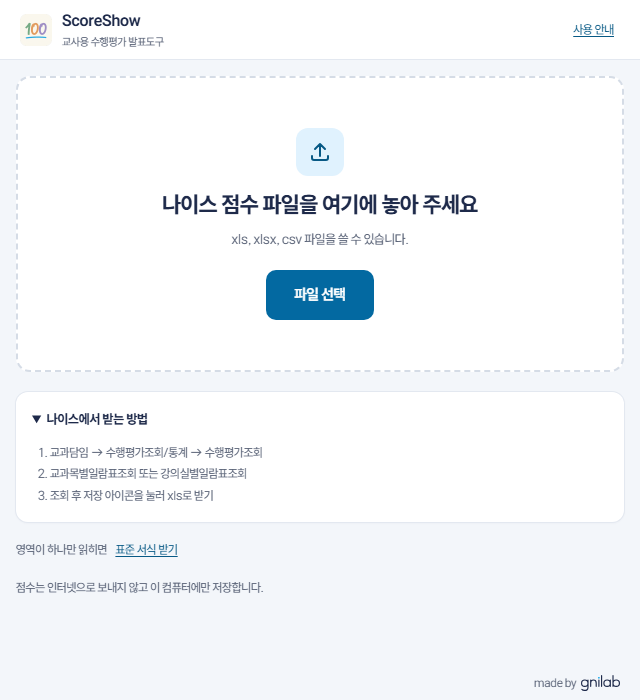 100
ScoreShow
교사용 수행평가 발표도구
사용 안내
나이스 점수 파일을 여기에 놓아 주세요
xls, xlsx, csv 파일을 쓸 수 있습니다.
파일 선택
▼ 나이스에서 받는 방법
1. 교과담임 → 수행평가조회/통계 → 수행평가조회
2. 교과목별일람표조회 또는 강의실별일람표조회
3. 조회 후 저장 아이콘을 눌러 xls로 받기
영역이 하나만 읽히면 표준 서식 받기
점수는 인터넷으로 보내지 않고 이 컴퓨터에만 저장합니다.
made by gnilab